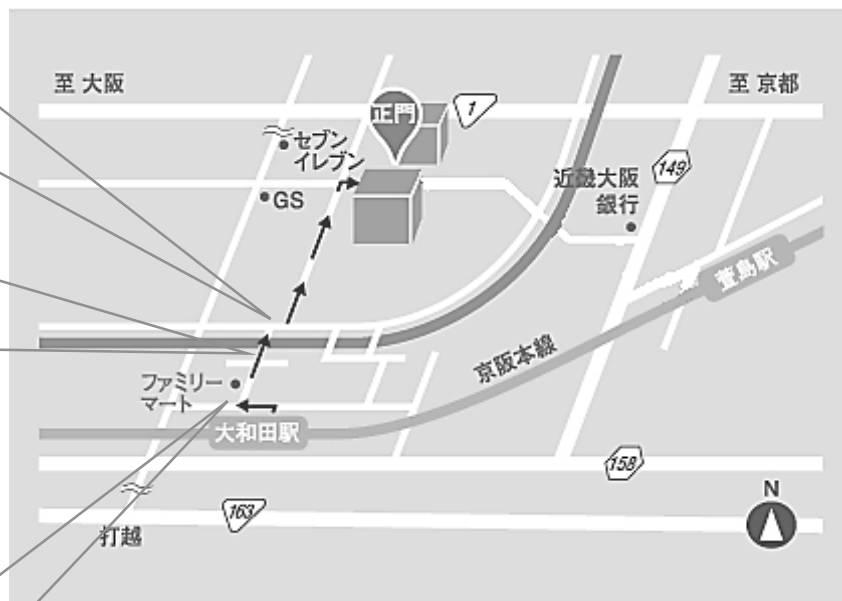 至 大阪
至 京都
正門
1
セブン
イレブン
149
近畿大阪
銀行
GS
萱島駅
京阪本線
ファミリー
マート
大和田駅
158
N
163
打越